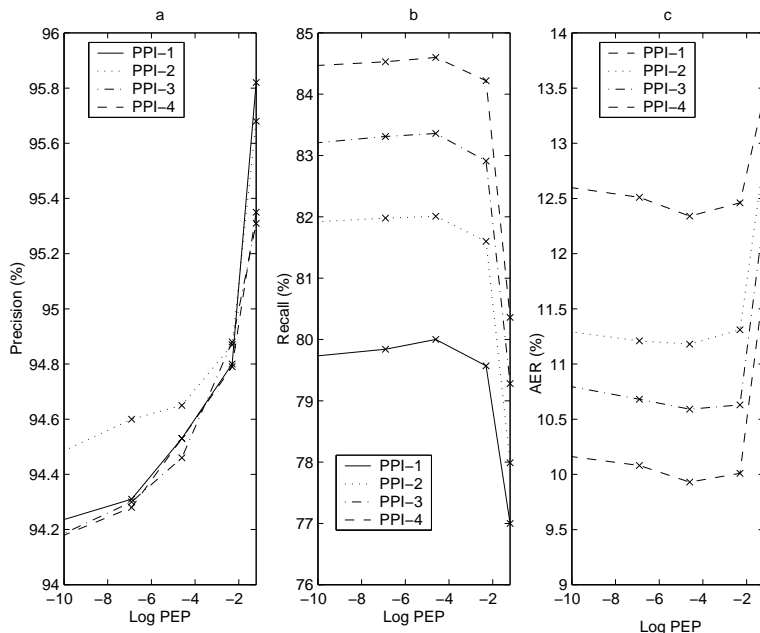 a
96
95.8
95.6
95.4
95.2
95
94.8
94.6
94.4
94.2
94
Precision (%)
PPI−1
PPI−2
PPI−3
PPI−4
−10
−8
−6
−4
−2
Log PEP
b
85
84
83
82
81
80
79
78
77
76
Recall (%)
PPI−1
PPI−2
PPI−3
PPI−4
−10
−8
−6
−4
−2
Log PEP
c
14
13.5
13
12.5
12
11.5
11
10.5
10
9.5
9
AER (%)
PPI−1
PPI−2
PPI−3
PPI−4
−10
−8
−6
−4
−2
Log PEP